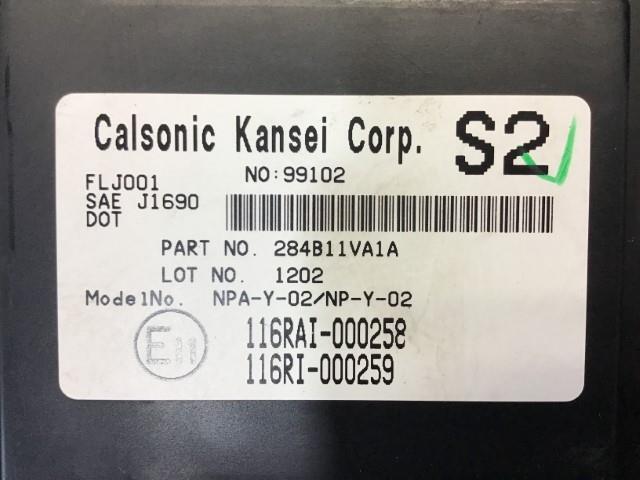 Calsonic Kansei Corp. S2
NO:99102
FLJ001
SAE J1690
DOT
PART NO. 284B11VA1A
LOT NO. 1202
ModelNo. NPA-Y-02/NP-Y-02
E11
116RAI-000258
116RI-000259